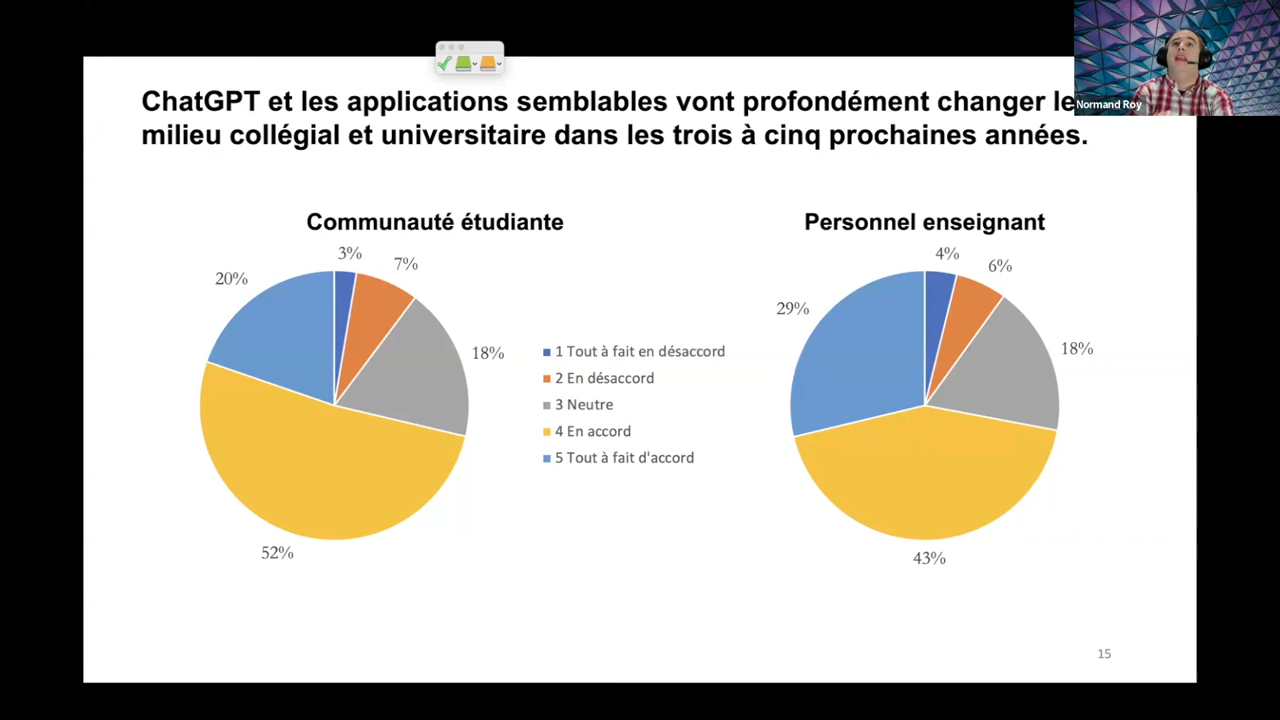 ChatGPT et les applications semblables vont profondément changer le
milieu collégial et universitaire dans les trois à cinq prochaines années.
Normand Roy
Communauté étudiante
3%
7%
20%
18%
52%
1 Tout à fait en désaccord
2 En désaccord
3 Neutre
4 En accord
5 Tout à fait d'accord
Personnel enseignant
4%
6%
29%
18%
43%
15